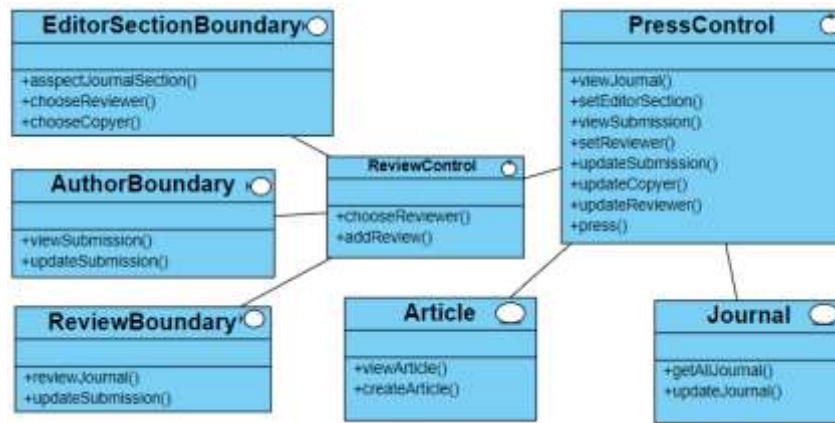 EditorSectionBoundary
+asspectJournalSection()
+chooseReviewer()
+chooseCopyer()
PressControl
+viewJournal()
+setEditorSection()
+viewSubmission()
+setReviewer()
+updateSubmission()
+updateCopyer()
+updateReviewer()
+press()
ReviewControl
+chooseReviewer()
+addReview()
AuthorBoundary
+viewSubmission()
+updateSubmission()
ReviewBoundary
+reviewJournal()
+updateSubmission()
Article
+viewArticle()
+createArticle()
Journal
+getAllJournal()
+updateJournal()